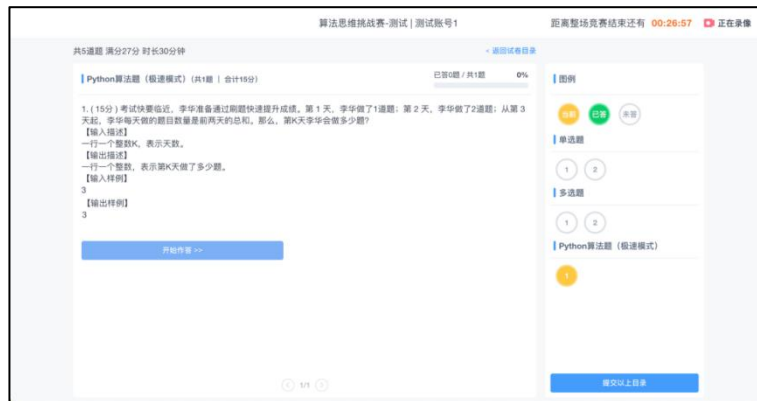 算法思维挑战赛-测试 | 测试账号1
距离整场竞赛结束还有 00:26:57 正在录像
共5道题 满分27分 时长30分钟
< 返回试卷目录
Python算法题（极速模式）（共1题 | 合计15分）
已答0题 / 共1题 0%
1.（15分）考试快要临近，李华准备通过刷题快速提升成绩。第 1 天，李华做了1道题；第 2 天，李华做了2道题；从第 3
天起，李华每天做的题目数量是前两天的总和。那么，第K天李华会做多少题？
【输入描述】
一行一个整数K，表示天数。
【输出描述】
一行一个整数，表示第K天做了多少题。
【输入样例】
3
【输出样例】
3
开始作答 >>
< 1/1 >
图例
当前 已答 未答
单选题
1 2
多选题
1 2
Python算法题（极速模式）
1
提交以上目录